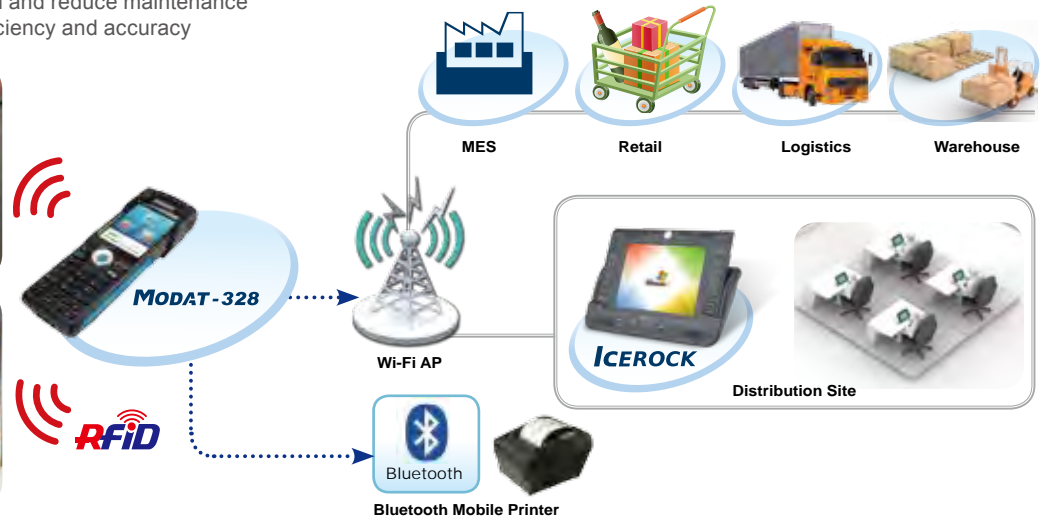 and reduce maintenance
ciency and accuracy
MES
Retail
Logistics
Warehouse
MODAT-328
Wi-Fi AP
ICEROCK
Distribution Site
RFiD
Bluetooth
Bluetooth Mobile Printer